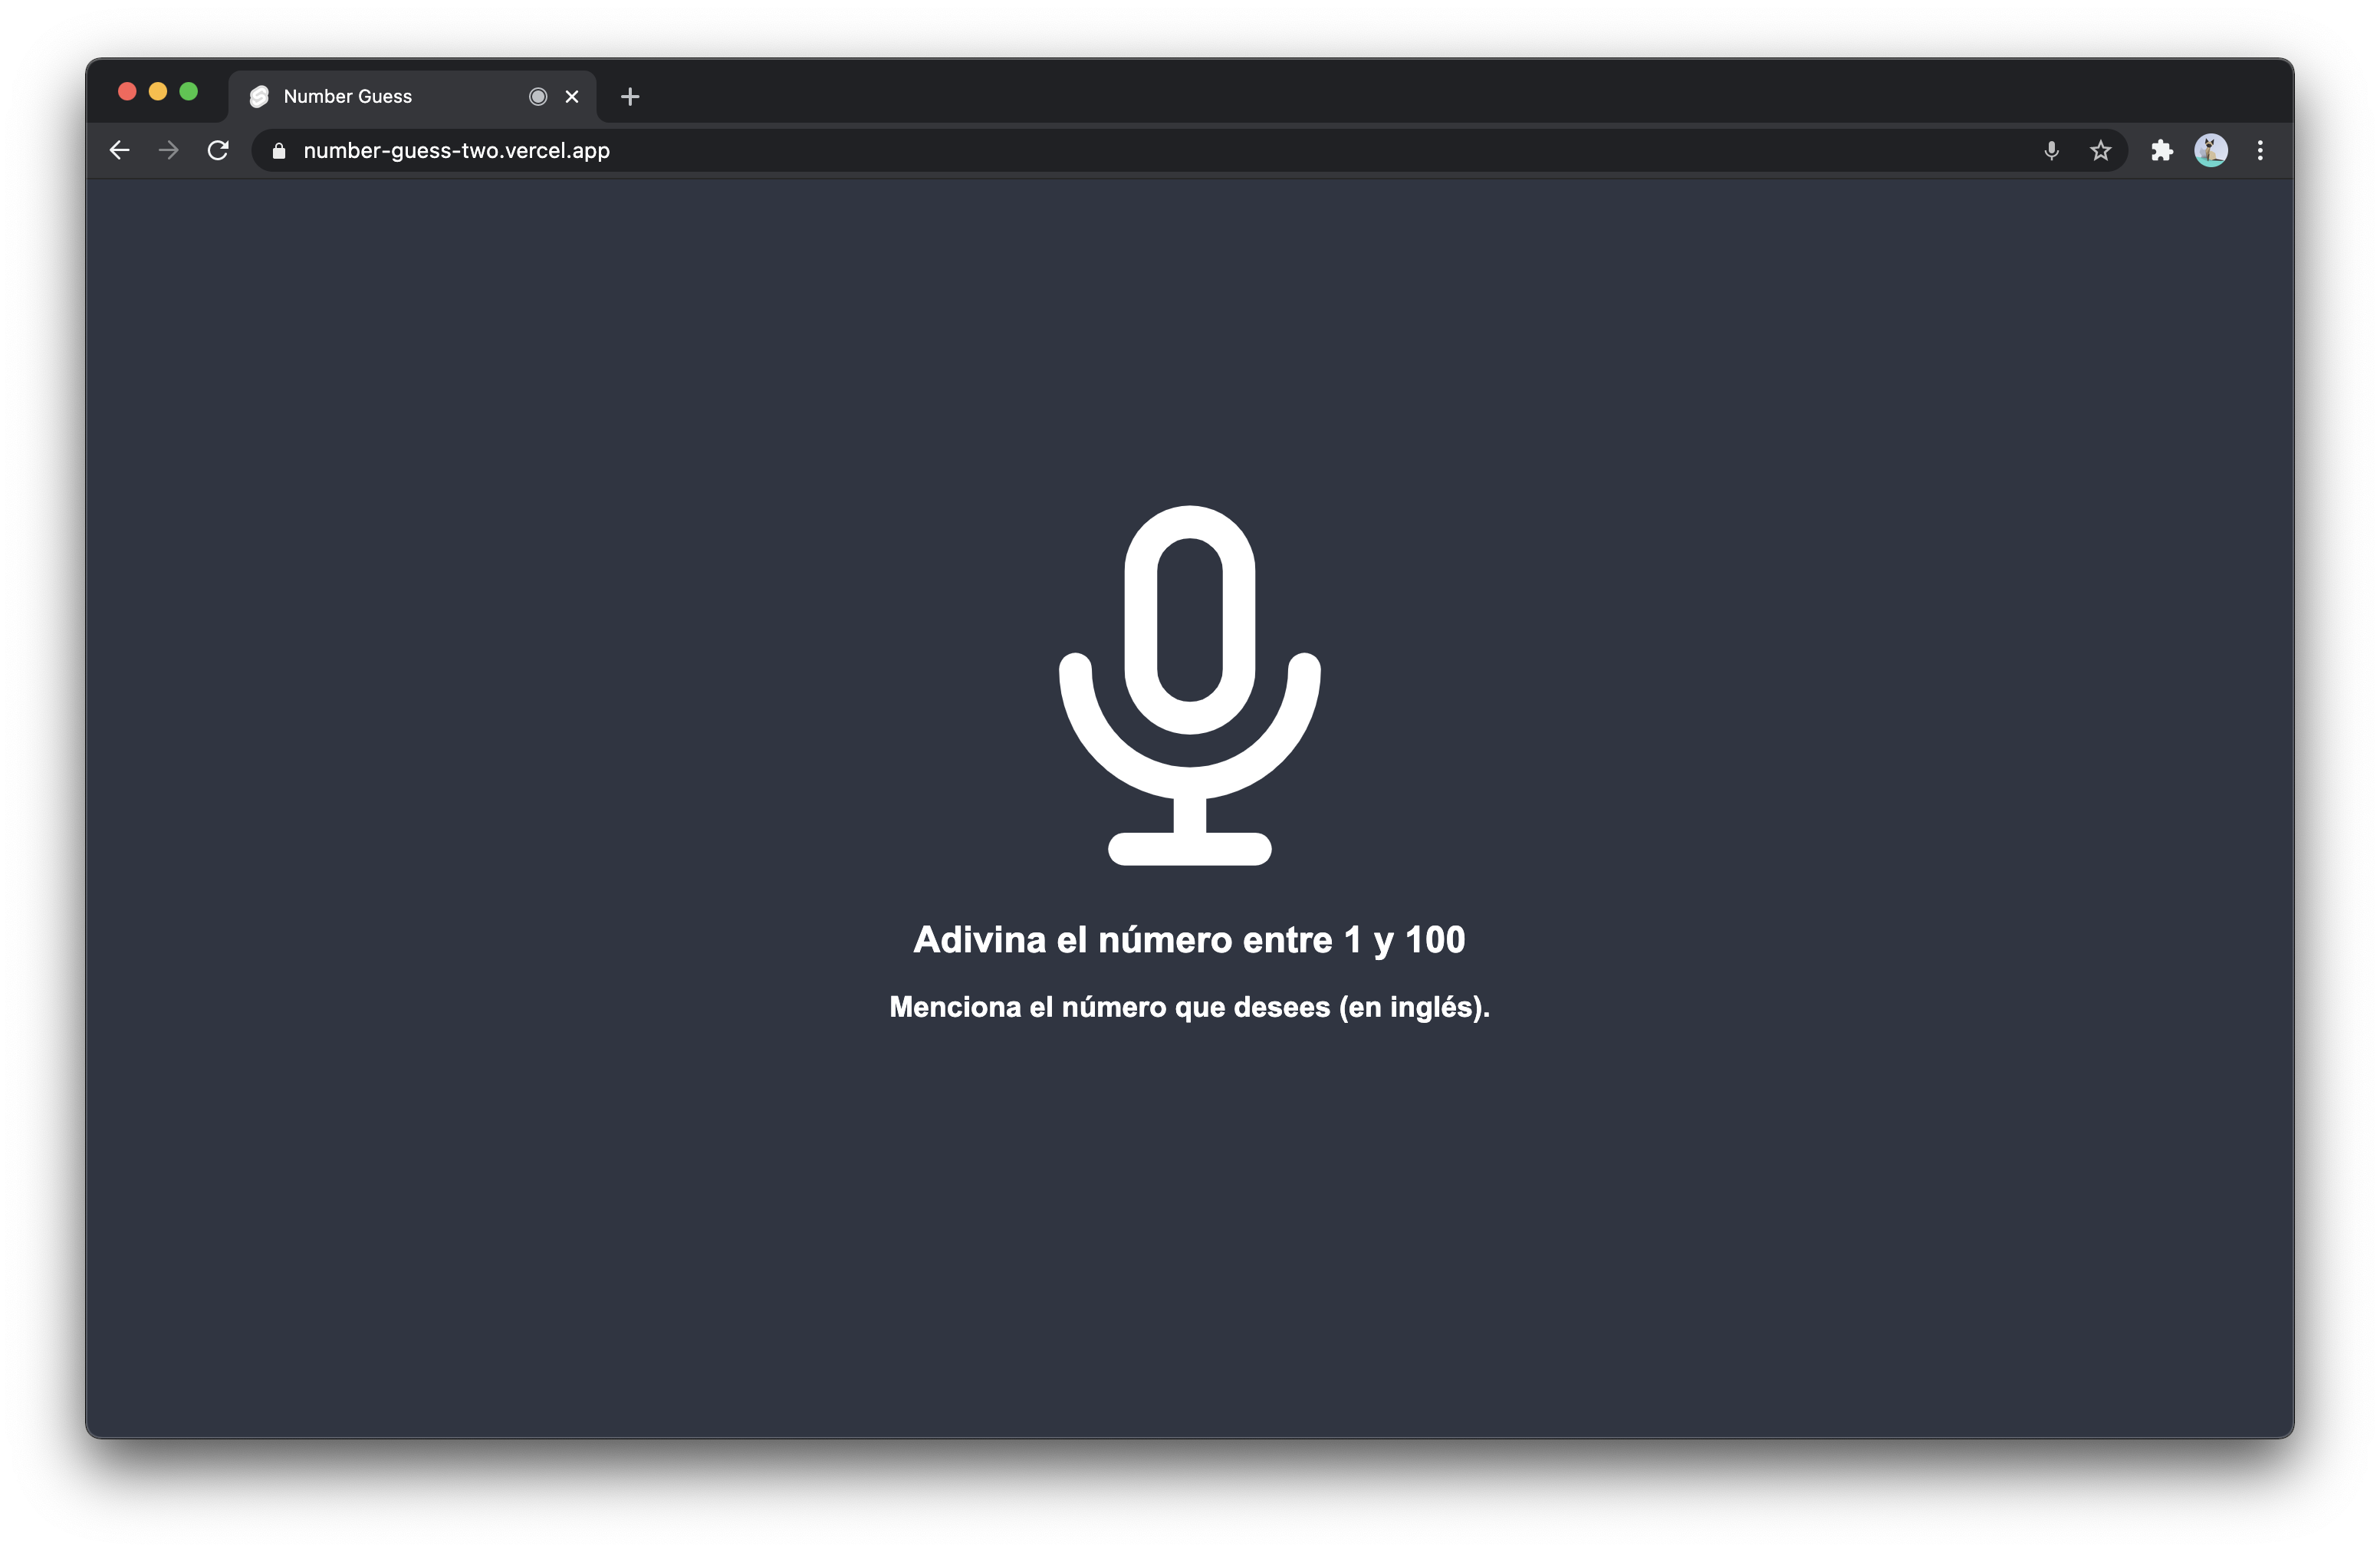 Number Guess
number-guess-two.vercel.app
Adivina el número entre 1 y 100
Menciona el número que desees (en inglés).